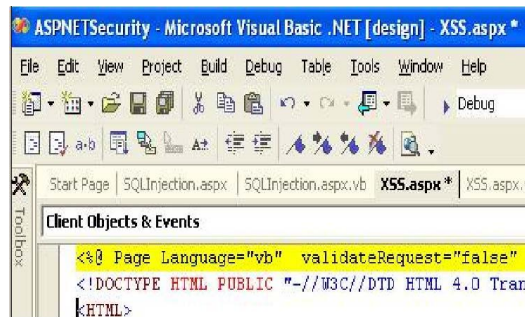 ASPNETSecurity - Microsoft Visual Basic .NET [design] - XSS.aspx *
File Edit View Project Build Debug Table Tools Window Help
Debug
a-b
Start Page SQLInjection.aspx SQLInjection.aspx.vb XSS.aspx* XSS.aspx.
Toolbox
Client Objects & Events
<%@ Page Language="vb" validateRequest="false"
<!DOCTYPE HTML PUBLIC "-//W3C//DTD HTML 4.0 Tran
<HTML>